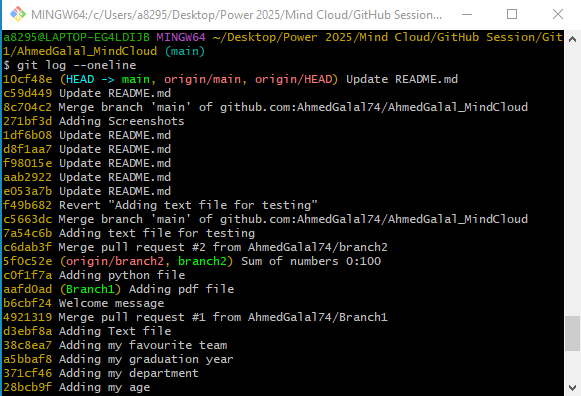 MINGW64:/c/Users/a8295/Desktop/Power 2025/Mind Cloud/GitHub Session...
a8295@LAPTOP-EG4LDIJB MINGW64 ~/Desktop/Power 2025/Mind Cloud/GitHub Session/Git
1/AhmedGalal_MindCloud (main)
$ git log --oneline
10cf48e (HEAD -> main, origin/main, origin/HEAD) Update README.md
c59d449 Update README.md
8c704c2 Merge branch 'main' of github.com:AhmedGalal74/AhmedGalal_MindCloud
271bf3d Adding Screenshots
1df6b08 Update README.md
d8f1aa7 Update README.md
f98015e Update README.md
aab2922 Update README.md
e053a7b Update README.md
f49b682 Revert "Adding text file for testing"
c5663dc Merge branch 'main' of github.com:AhmedGalal74/AhmedGalal_MindCloud
7a54c6b Adding text file for testing
c6dab3f Merge pull request #2 from AhmedGalal74/branch2
5f0c52e (origin/branch2, branch2) Sum of numbers 0:100
c0f1f7a Adding python file
aafd0ad (Branch1) Adding pdf file
b6cbf24 Welcome message
4921319 Merge pull request #1 from AhmedGalal74/Branch1
d3ebf8a Adding Text file
38c8ea7 Adding my favourite team
a5bbaf8 Adding my graduation year
371cf46 Adding my department
28bcb9f Adding my age